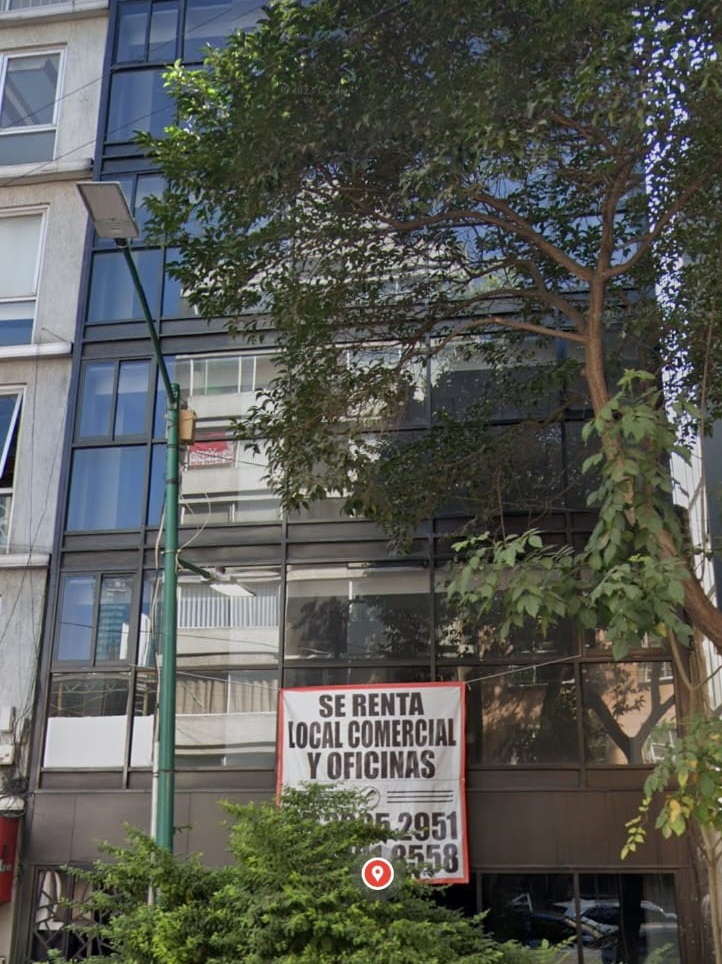 SE RENTA
LOCAL COMERCIAL
Y OFICINAS
2951
8558